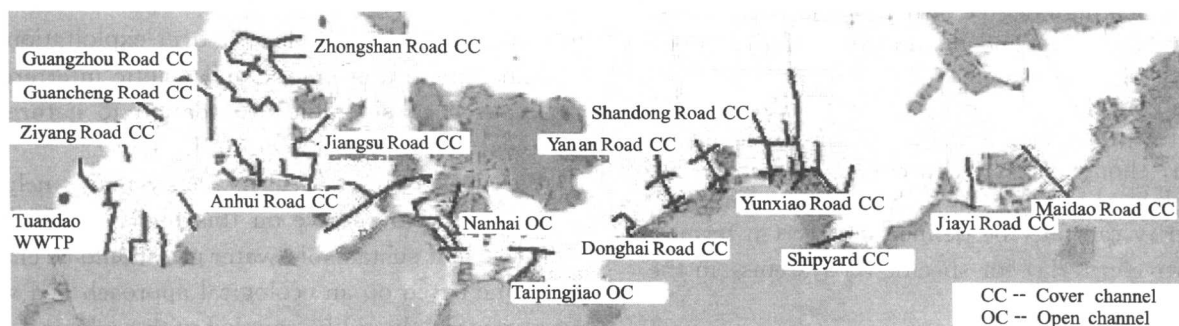 Zhongshan Road CC
Guangzhou Road CC
Guancheng Road CC
Ziyang Road CC
Shandong Road CC
Yan an Road CC
Jiangsu Road CC
Anhui Road CC
Tuandao
WWTP
Nanhai OC
Yunxiao Road CC
Maidao Road CC
Jiayi Road CC
Donghai Road CC
Shipyard CC
Taipingjiao OC
CC -- Cover channel
OC -- Open channel